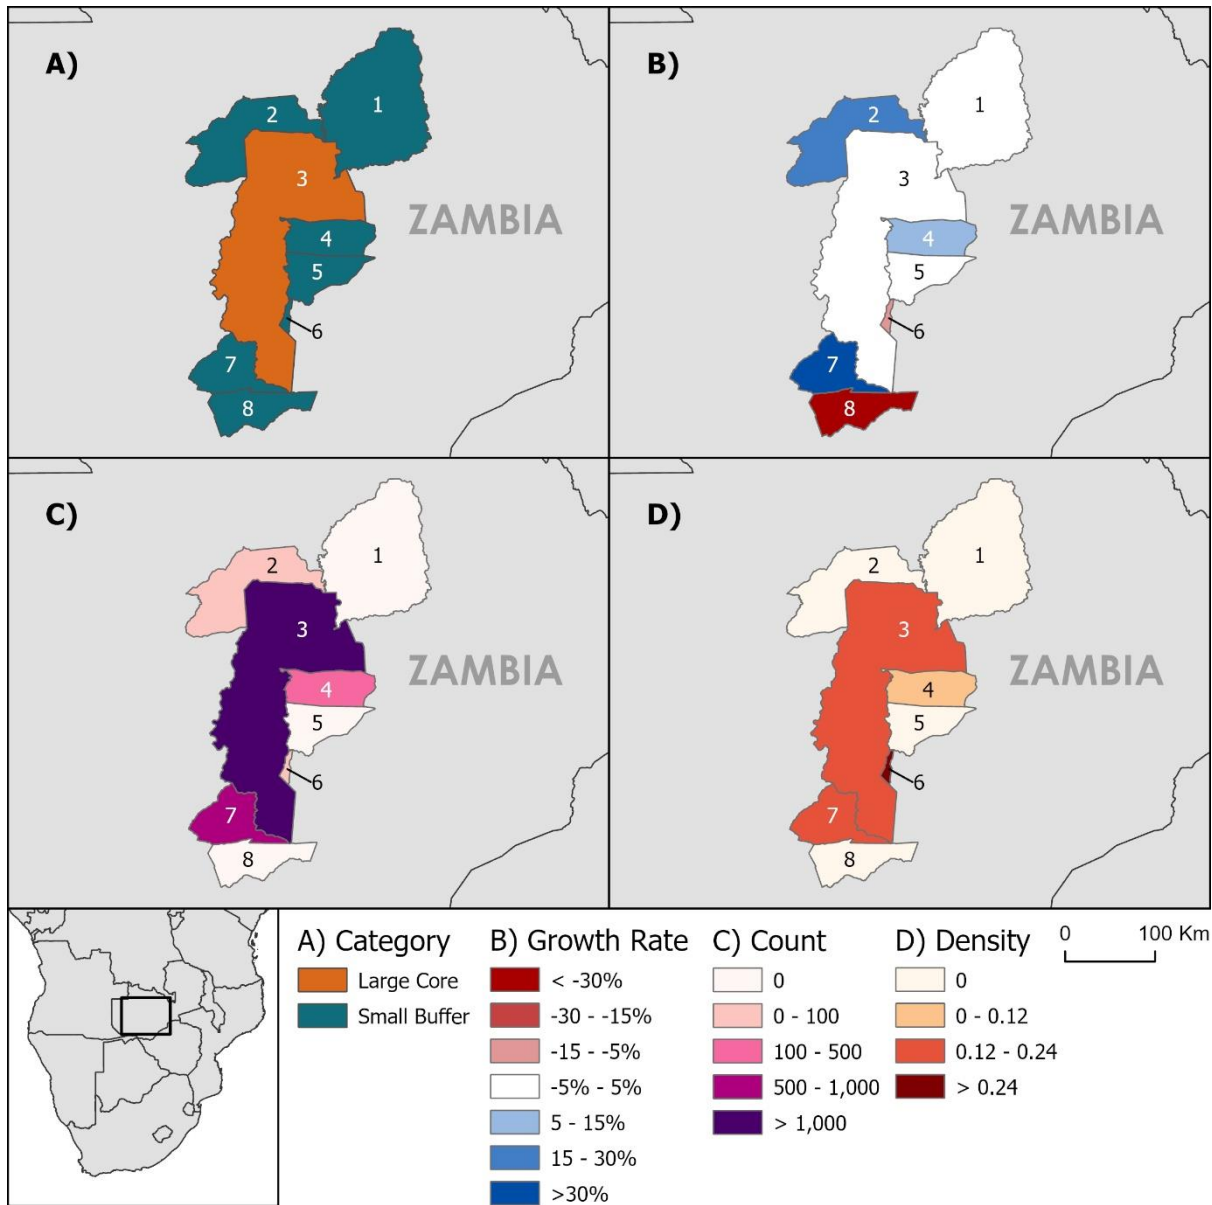 A)
1
2
3
ZAMBIA
4
5
6
7
8
B)
1
2
3
ZAMBIA
4
5
6
7
8
C)
1
2
3
ZAMBIA
4
5
6
7
8
D)
1
2
3
ZAMBIA
4
5
6
7
8
A) Category
Large Core
Small Buffer
B) Growth Rate
< -30%
-30 - -15%
-15 - -5%
-5% - 5%
5 - 15%
15 - 30%
>30%
C) Count
0
0 - 100
100 - 500
500 - 1,000
> 1,000
D) Density
0
0 - 0.12
0.12 - 0.24
> 0.24
0 100 Km